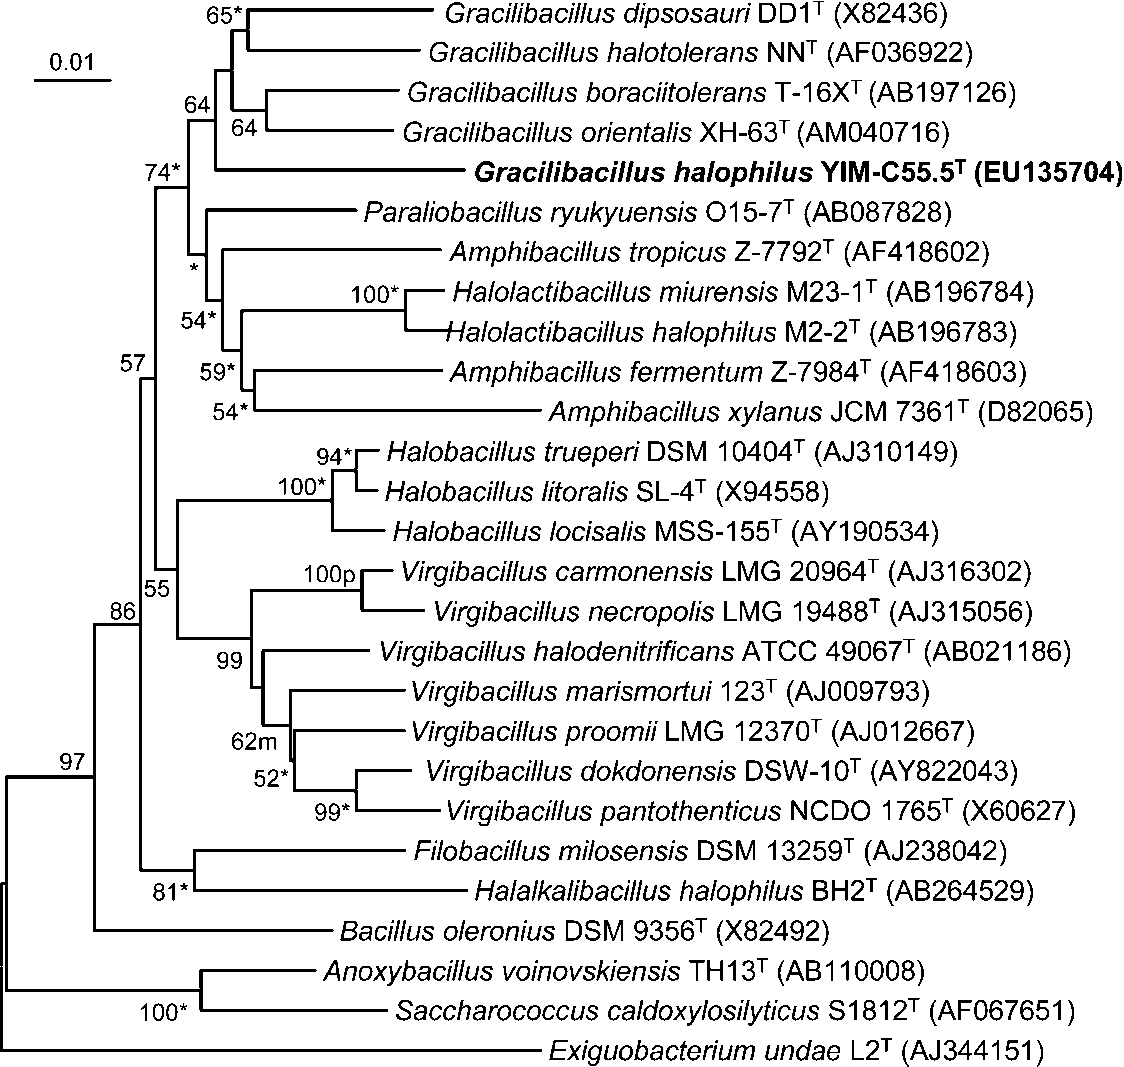 65*
Gracilibacillus dipsosauri DD1ᵀ (X82436)
0.01
Gracilibacillus halotolerans NNᵀ (AF036922)
Gracilibacillus boraciitolerans T-16Xᵀ (AB197126)
64
64
Gracilibacillus orientalis XH-63ᵀ (AM040716)
74*
Gracilibacillus halophilus YIM-C55.5ᵀ (EU135704)
Paraliobacillus ryukyuensis O15-7ᵀ (AB087828)
Amphibacillus tropicus Z-7792ᵀ (AF418602)
*
100*
Halolactibacillus miurensis M23-1ᵀ (AB196784)
54*
Halolactibacillus halophilus M2-2ᵀ (AB196783)
57
59*
Amphibacillus fermentum Z-7984ᵀ (AF418603)
54*
Amphibacillus xylanus JCM 7361ᵀ (D82065)
94*
Halobacillus trueperi DSM 10404ᵀ (AJ310149)
100*
Halobacillus litoralis SL-4ᵀ (X94558)
Halobacillus locisalis MSS-155ᵀ (AY190534)
100p
Virgibacillus carmonensis LMG 20964ᵀ (AJ316302)
55
86
Virgibacillus necropolis LMG 19488ᵀ (AJ315056)
99
Virgibacillus halodenitrificans ATCC 49067ᵀ (AB021186)
Virgibacillus marismortui 123ᵀ (AJ009793)
62m
Virgibacillus proomii LMG 12370ᵀ (AJ012667)
97
52*
Virgibacillus dokdonensis DSW-10ᵀ (AY822043)
99*
Virgibacillus pantothenticus NCDO 1765ᵀ (X60627)
Filobacillus milosensis DSM 13259ᵀ (AJ238042)
81*
Halalkalibacillus halophilus BH2ᵀ (AB264529)
Bacillus oleronius DSM 9356ᵀ (X82492)
Anoxybacillus voinovskiensis TH13ᵀ (AB110008)
100*
Saccharococcus caldoxylosilyticus S1812ᵀ (AF067651)
Exiguobacterium undae L2ᵀ (AJ344151)